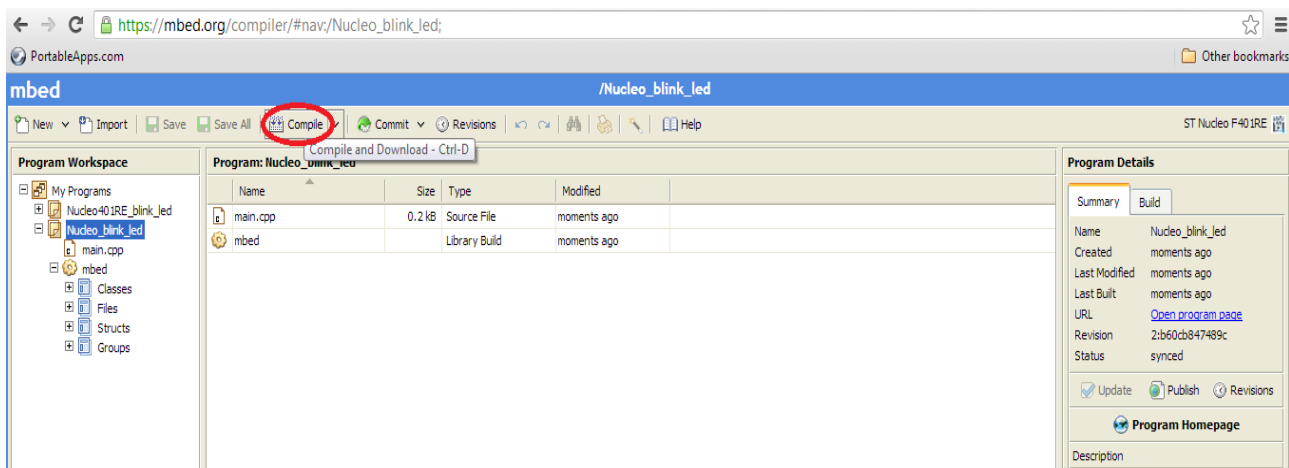 https://mbed.org/compiler/#nav:/Nucleo_blink_led;
PortableApps.com
Other bookmarks
mbed
/Nucleo_blink_led
New Import Save Save All Compile Commit Revisions Help
ST Nucleo F401RE
Compile and Download - Ctrl-D
Program Workspace
My Programs
Nucleo401RE_blink_led
Nucleo_blink_led
main.cpp
mbed
Classes
Files
Structs
Groups
Program: Nucleo_blink_led
Name Size Type Modified
main.cpp 0.2 kB Source File moments ago
mbed Library Build moments ago
Program Details
Summary Build
Name Nucleo_blink_led
Created moments ago
Last Modified moments ago
Last Built moments ago
URL Open program page
Revision 2:b60cb847489c
Status synced
Update Publish Revisions
Program Homepage
Description